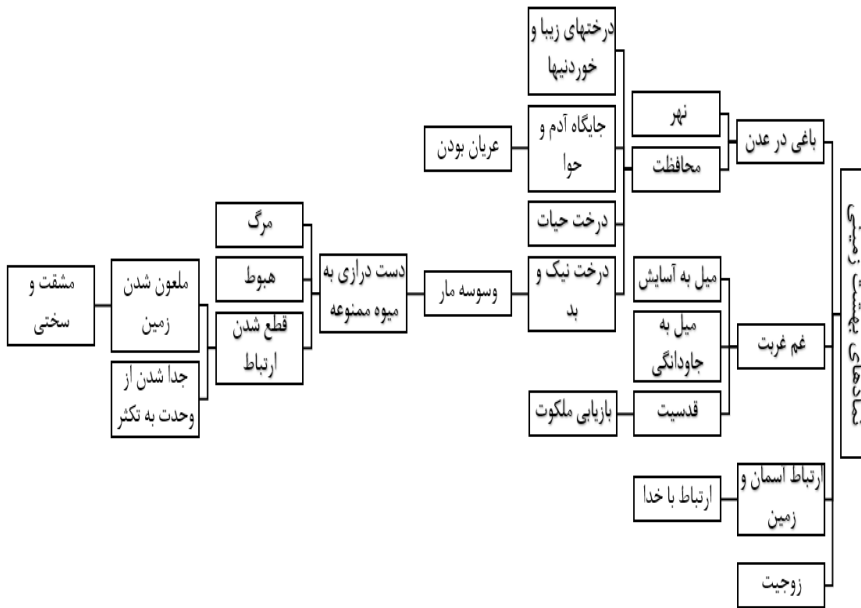 نمادهای بهشت زمینی
باغی در عدن
نهر
محافظت
درختهای زیبا و
خوردنیها
جایگاه آدم و
حوا
عریان بودن
درخت حیات
درخت نیک و
بد
وسوسه مار
دست درازی به
میوه ممنوعه
مرگ
هبوط
قطع شدن
ارتباط
ملعون شدن
زمین
مشقت و
سختی
جدا شدن از
وحدت به تکثر
غم غربت
میل به آسایش
میل به
جاودانگی
قدسیت
بازیابی ملکوت
ارتباط آسمان و
زمین
ارتباط با خدا
زوجیت